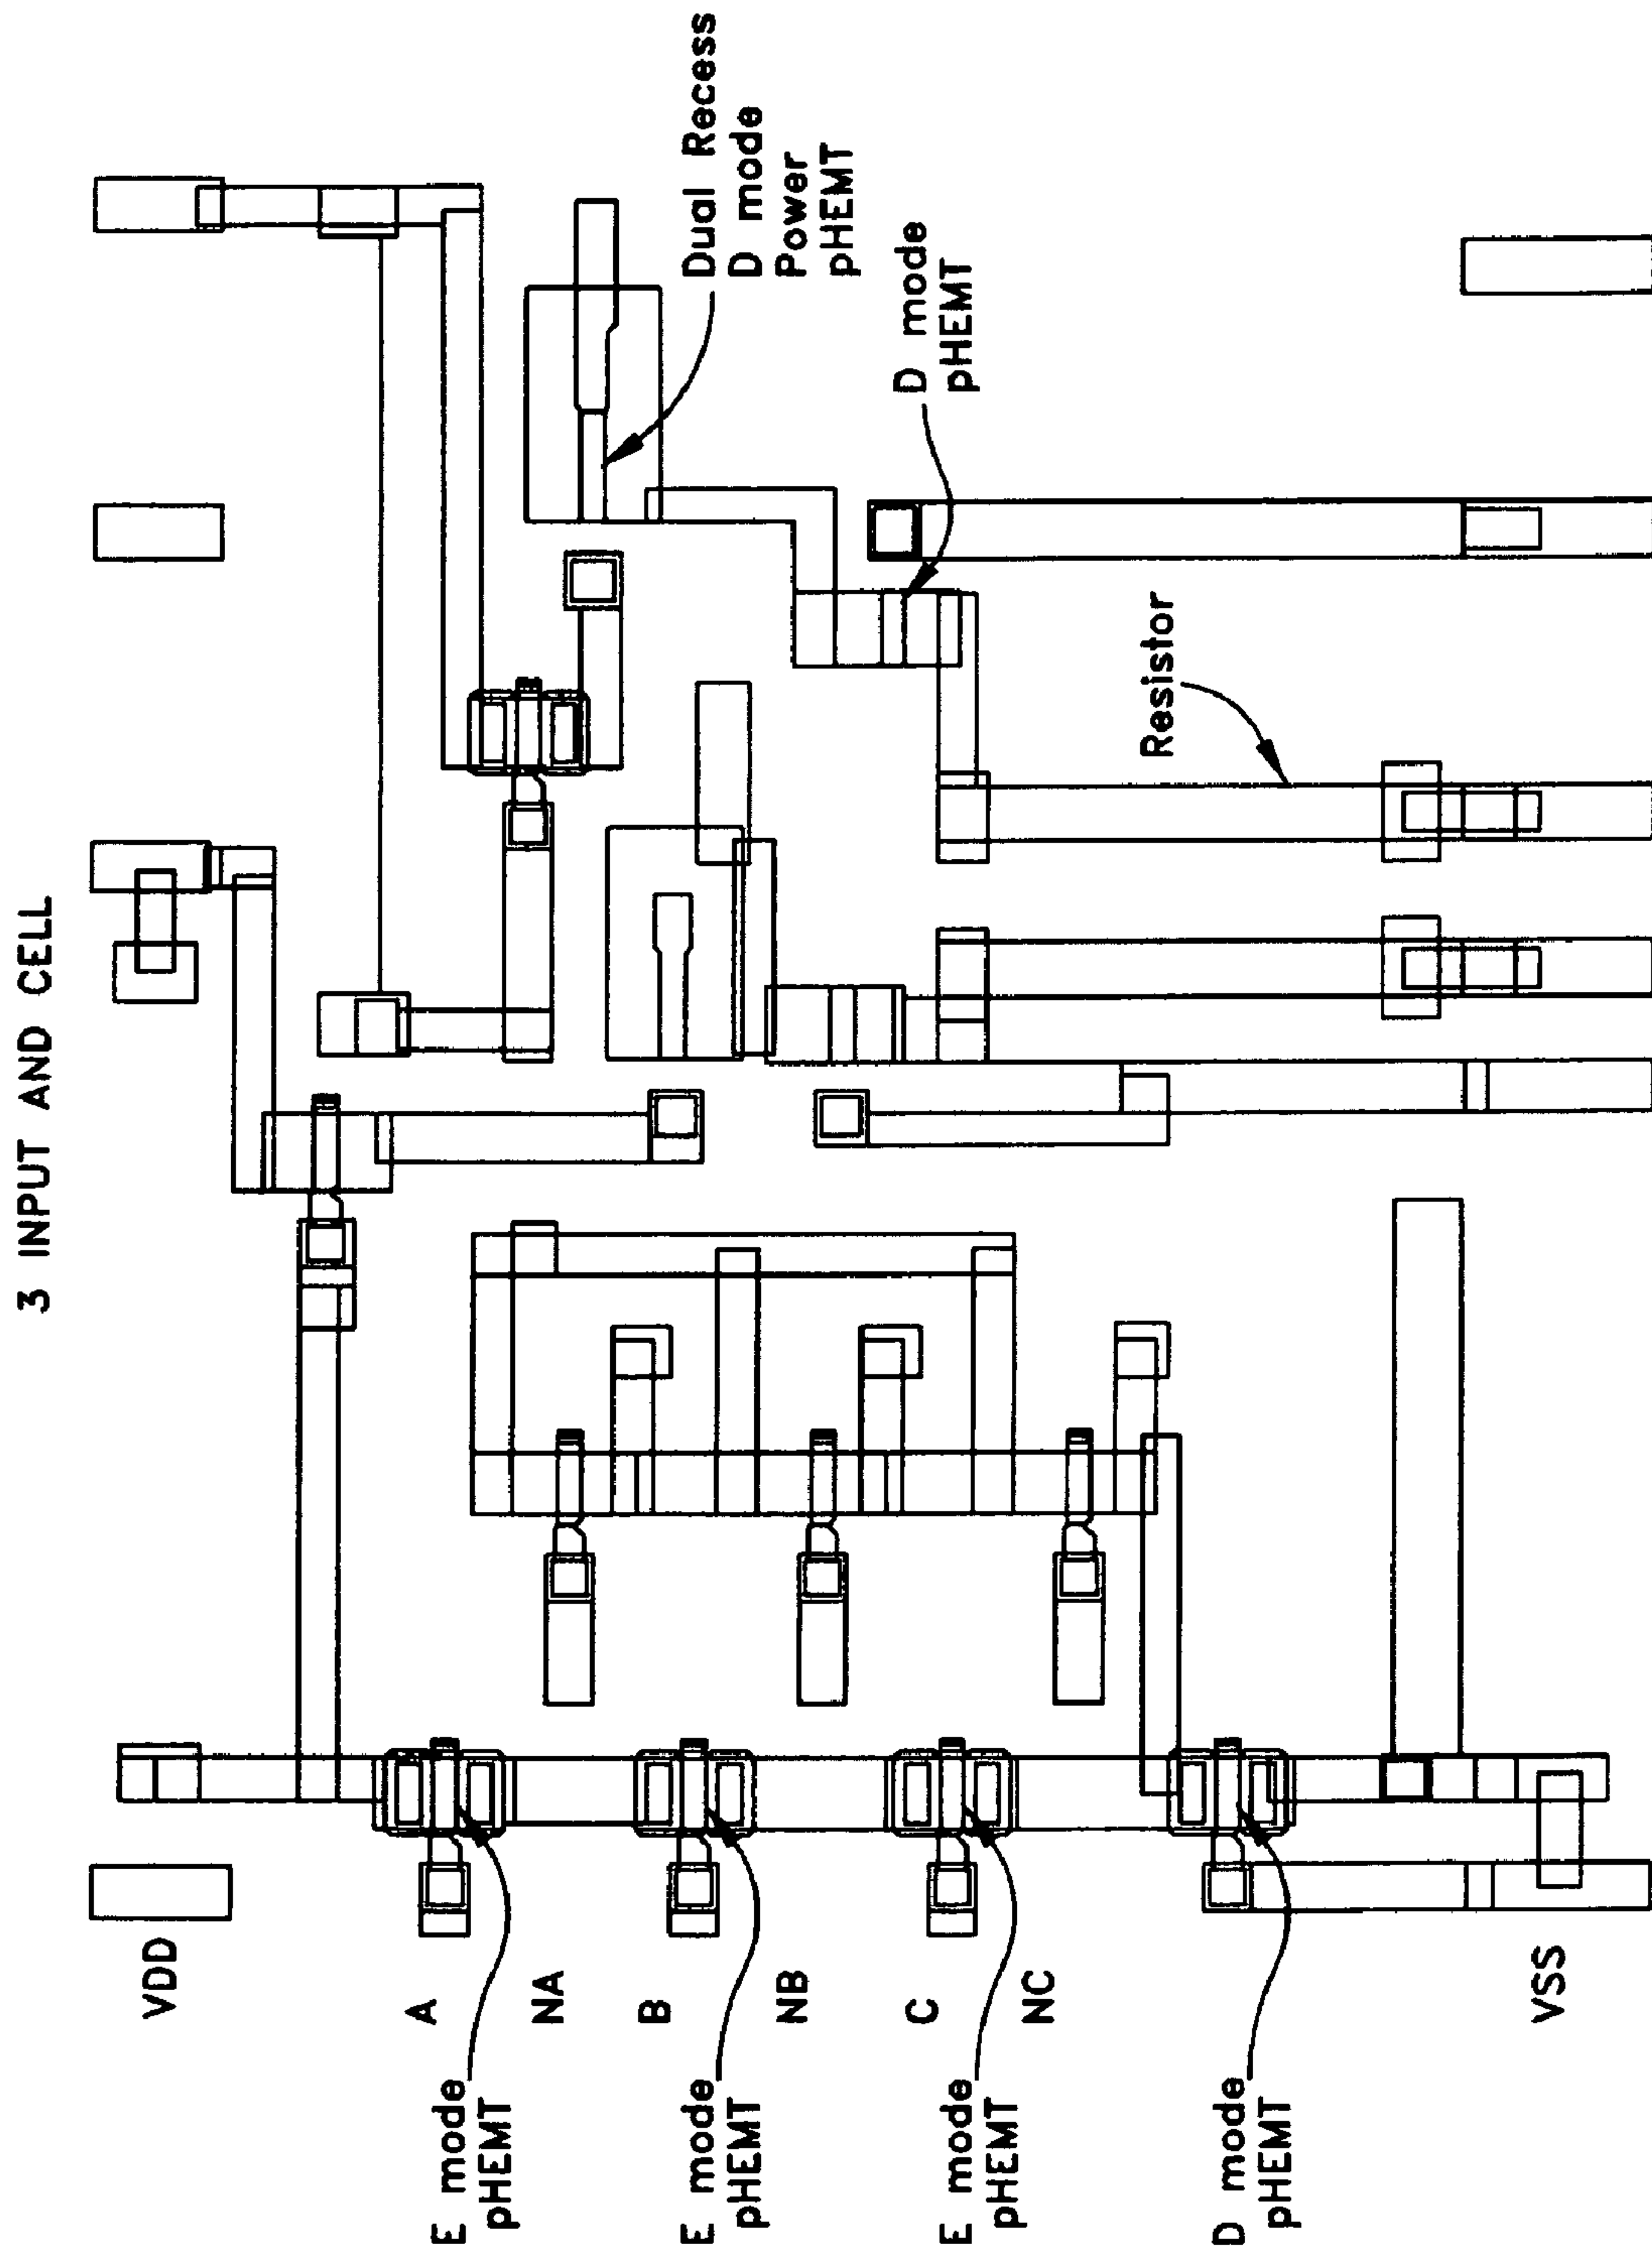 3 INPUT AND CELL
VDD
A
E mode
pHEMT
NA
B
E mode
pHEMT
NB
C
E mode
pHEMT
NC
D mode
pHEMT
VSS
Dual Recess
D mode
Power
pHEMT
D mode
pHEMT
Resistor